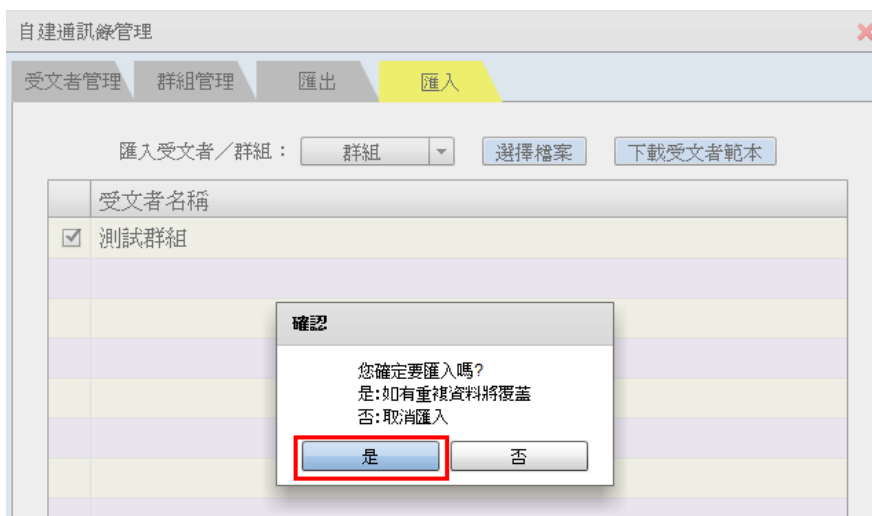 自建通訊錄管理
受文者管理 群組管理 匯出 匯入
匯入受文者／群組： 群組 選擇檔案 下載受文者範本
受文者名稱
測試群組
確認
您確定要匯入嗎?
是:如有重複資料將覆蓋
否:取消匯入
是 否